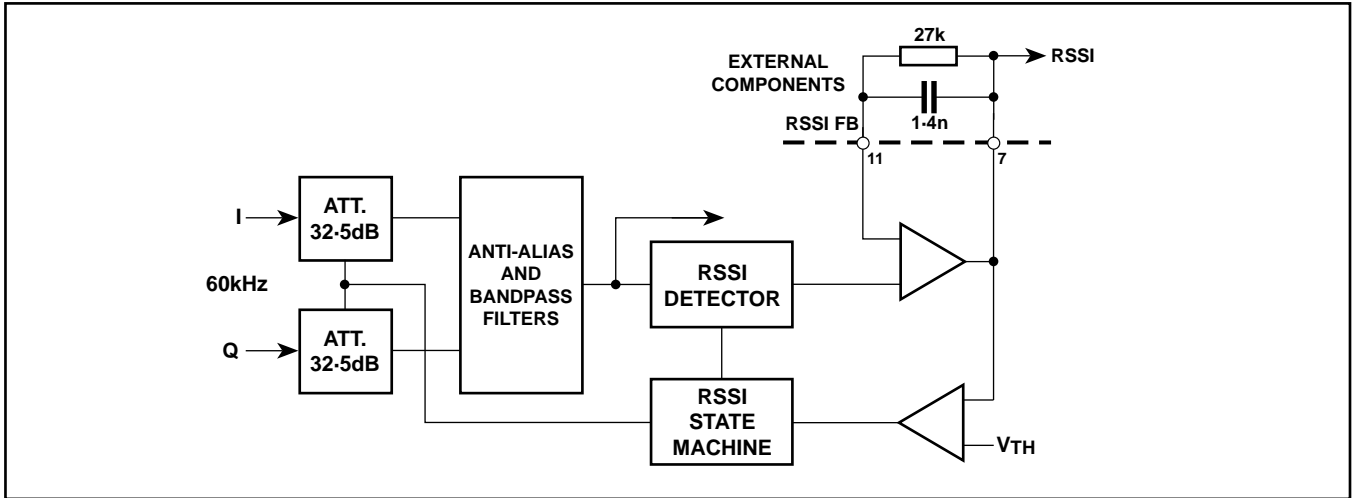 27k
RSSI
EXTERNAL
COMPONENTS
1·4n
RSSI FB
11
7
I
ATT.
32·5dB
60kHz
Q
ATT.
32·5dB
ANTI-ALIAS
AND
BANDPASS
FILTERS
RSSI
DETECTOR
RSSI
STATE
MACHINE
VTH